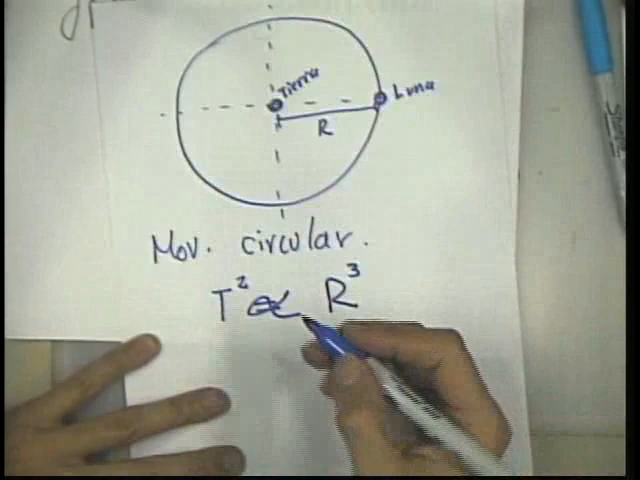 Tierra
Luna
R
Mov. circular.
T² ∝ R³